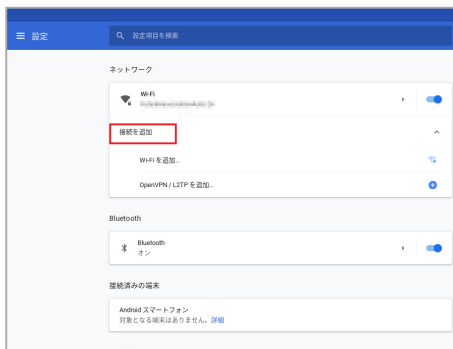 設定
設定項目を検索
ネットワーク
Wi-Fi
接続を追加
Wi-Fi を追加...
OpenVPN / L2TP を追加...
Bluetooth
Bluetooth
オン
接続済みの端末
Android スマートフォン
対象となる端末はありません。詳細